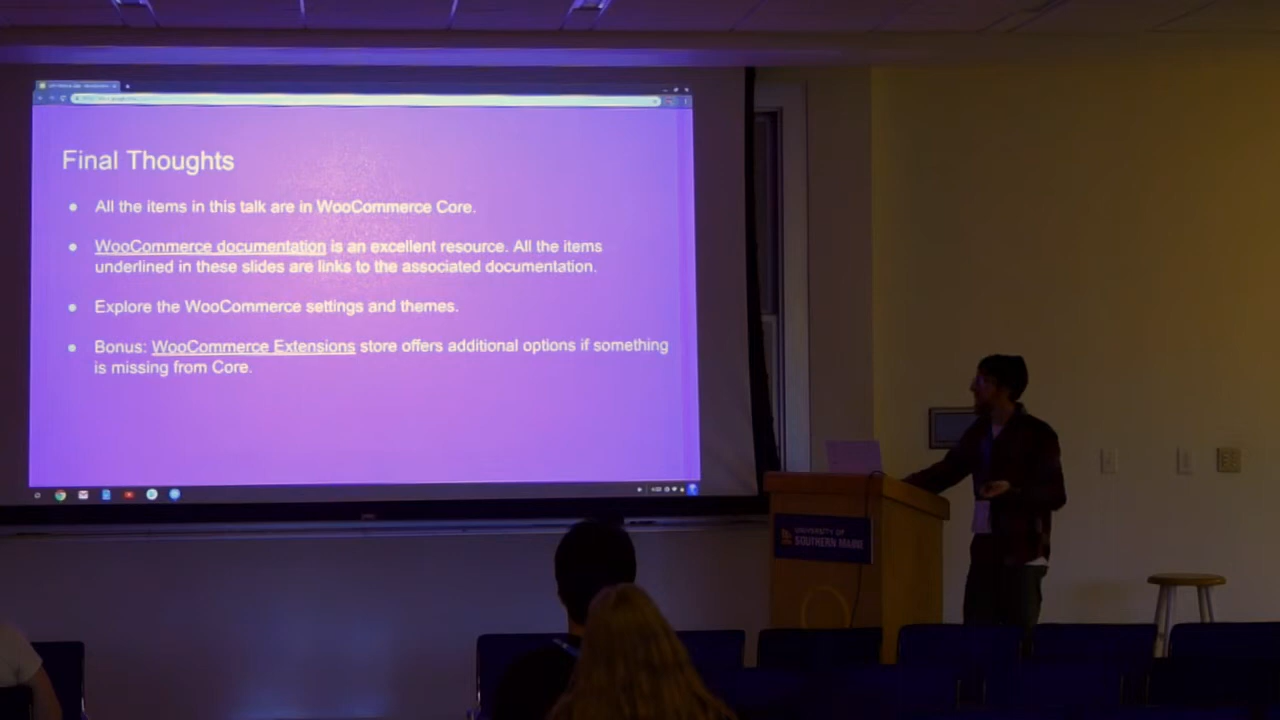 Final Thoughts
● All the items in this talk are in WooCommerce Core.
● WooCommerce documentation is an excellent resource. All the items
underlined in these slides are links to the associated documentation.
● Explore the WooCommerce settings and themes.
● Bonus: WooCommerce Extensions store offers additional options if something
is missing from Core.
UNIVERSITY OF
SOUTHERN MAINE